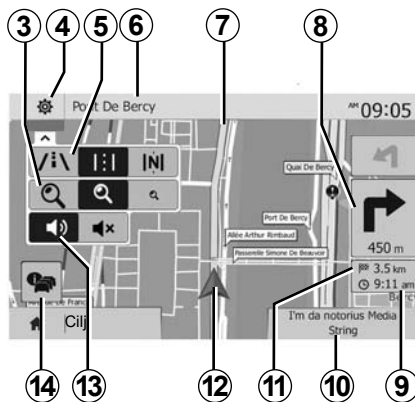 3
4
5
6
7
8
Port De Bercy
AM 09:05
N
Quai De Bercy
Port De Bercy
Allée Arthur Rimbaud
Passerelle Simone De Beauvoir
450 m
3.5 km
9:11 am
Bercy
Cilj
I'm da notorius Media
String
14
13
12
11
10
9